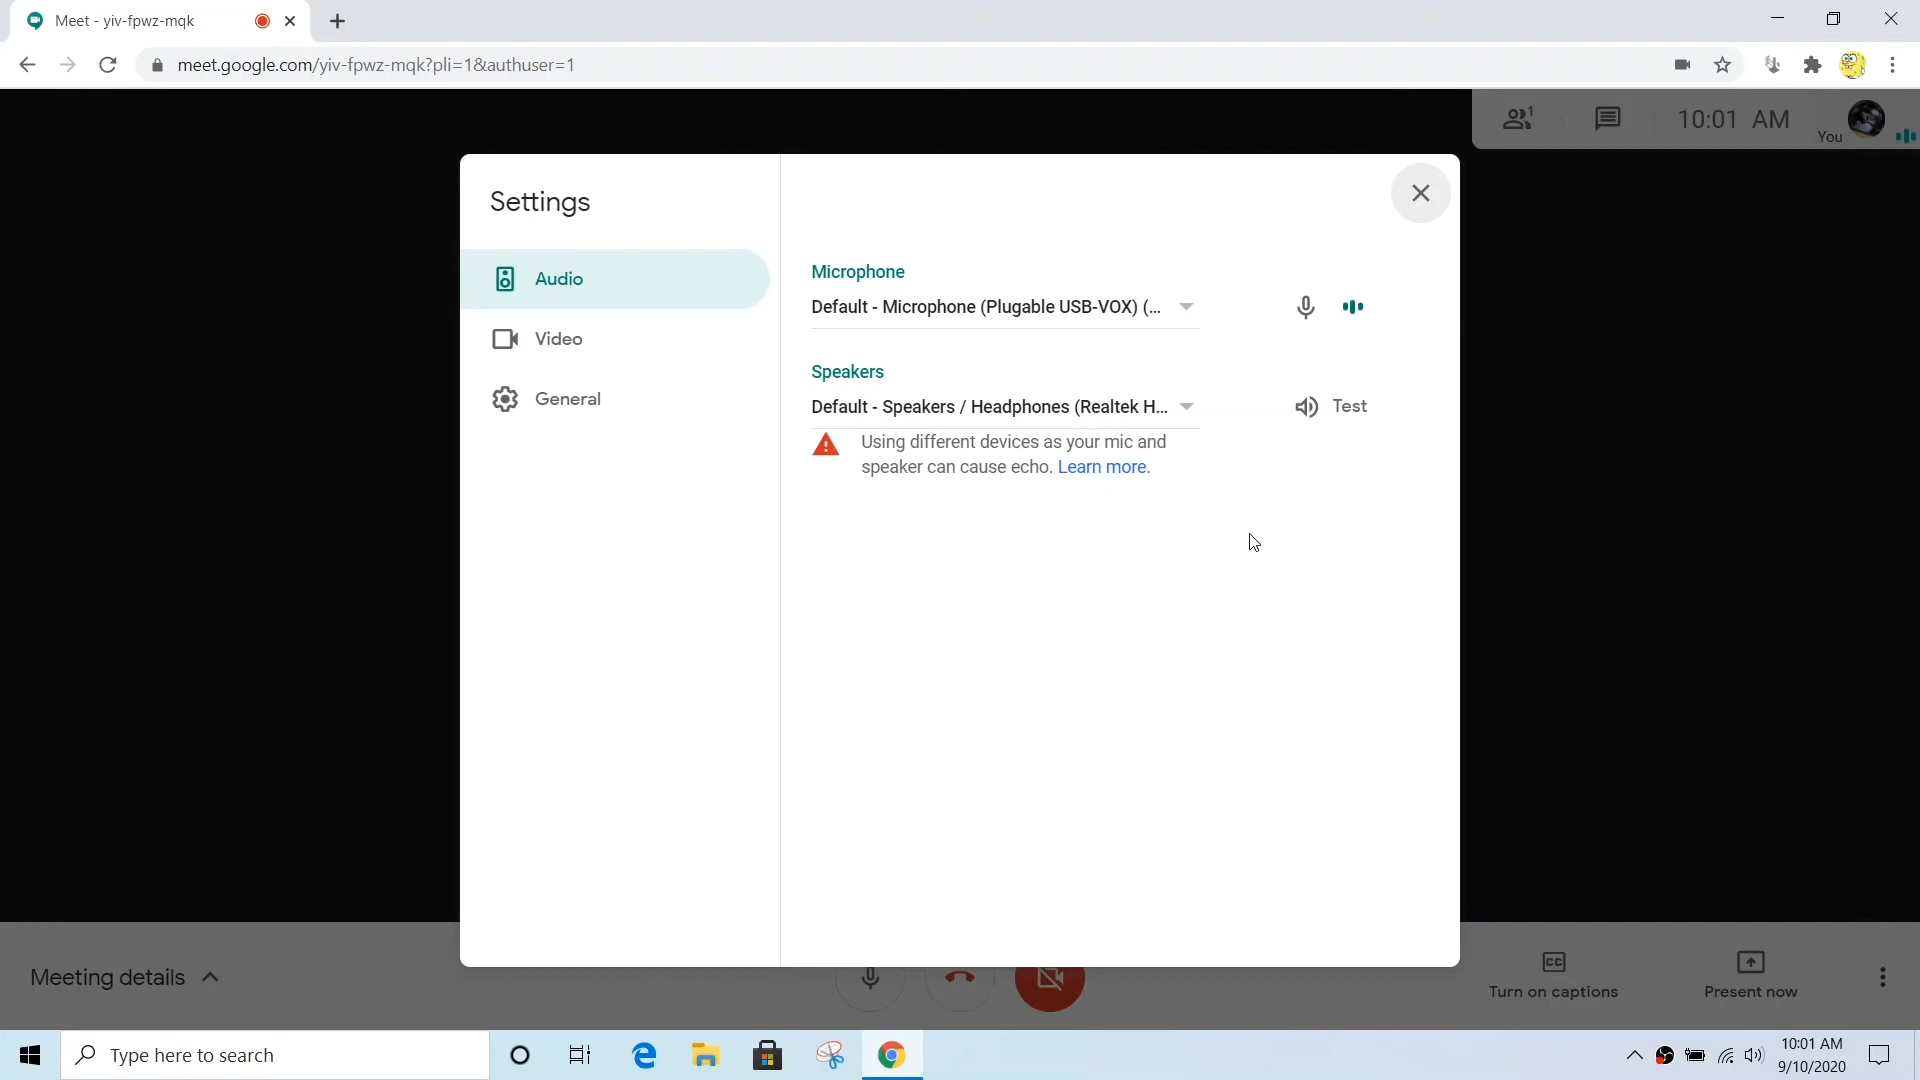 Meet - yiv-fpwz-mqk
meet.google.com/yiv-fpwz-mqk?pli=1&authuser=1
1
10:01 AM
You
Settings
Audio
Video
General
Microphone
Default - Microphone (Plugable USB-VOX) (...
Speakers
Default - Speakers / Headphones (Realtek H...
Test
Using different devices as your mic and
speaker can cause echo. Learn more.
Meeting details
CC
Turn on captions
Present now
Type here to search
10:01 AM
9/10/2020